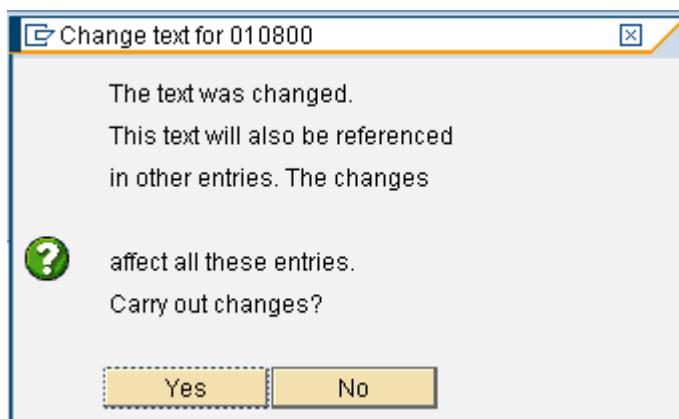 Change text for 010800
The text was changed.
This text will also be referenced
in other entries. The changes
affect all these entries.
Carry out changes?
Yes No